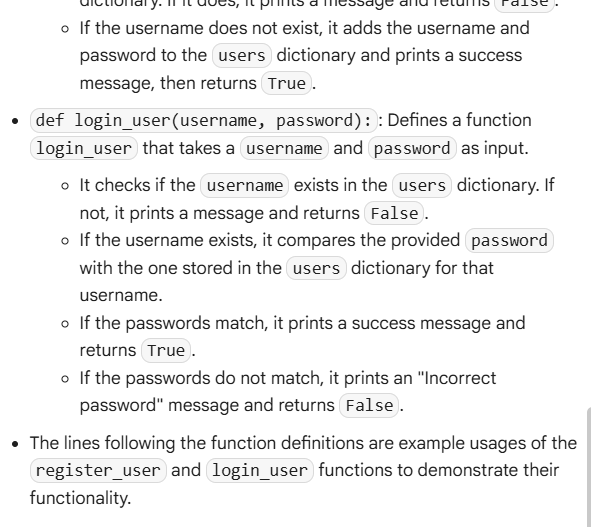 dictionary. If it does, it prints a message and returns False.
If the username does not exist, it adds the username and
password to the users dictionary and prints a success
message, then returns True.
def login_user(username, password):: Defines a function
login_user that takes a username and password as input.
It checks if the username exists in the users dictionary. If
not, it prints a message and returns False.
If the username exists, it compares the provided password
with the one stored in the users dictionary for that
username.
If the passwords match, it prints a success message and
returns True.
If the passwords do not match, it prints an "Incorrect
password" message and returns False.
The lines following the function definitions are example usages of the
register_user and login_user functions to demonstrate their
functionality.